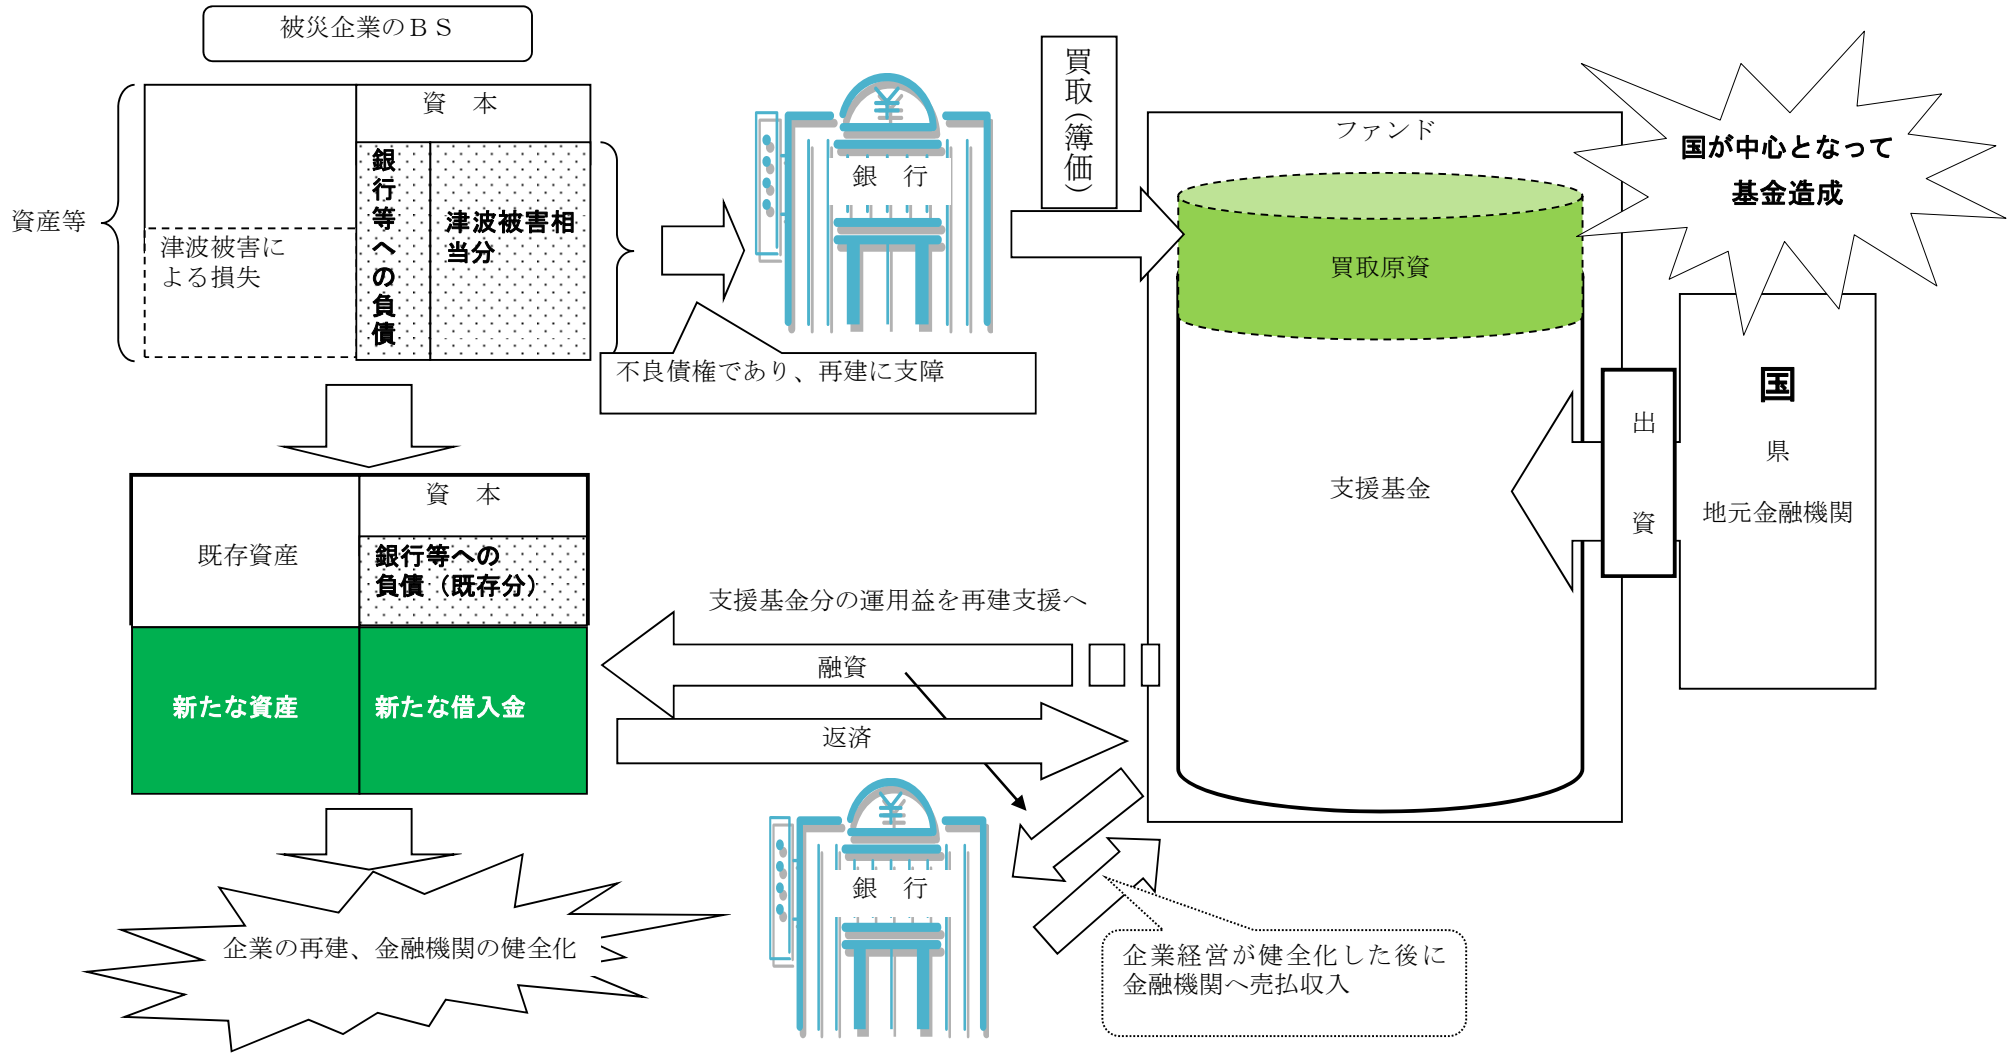 被災企業のＢＳ
資産等
資　本
津波被害に
よる損失
銀行等への負債
津波被害相
当分
銀　行
不良債権であり、再建に支障
買取（簿価）
ファンド
買取原資
支援基金
国が中心となって
基金造成
出　資
国
県
地元金融機関
資　本
既存資産
銀行等への
負債（既存分）
新たな資産
新たな借入金
支援基金分の運用益を再建支援へ
融資
返済
銀　行
企業経営が健全化した後に
金融機関へ売払収入
企業の再建、金融機関の健全化